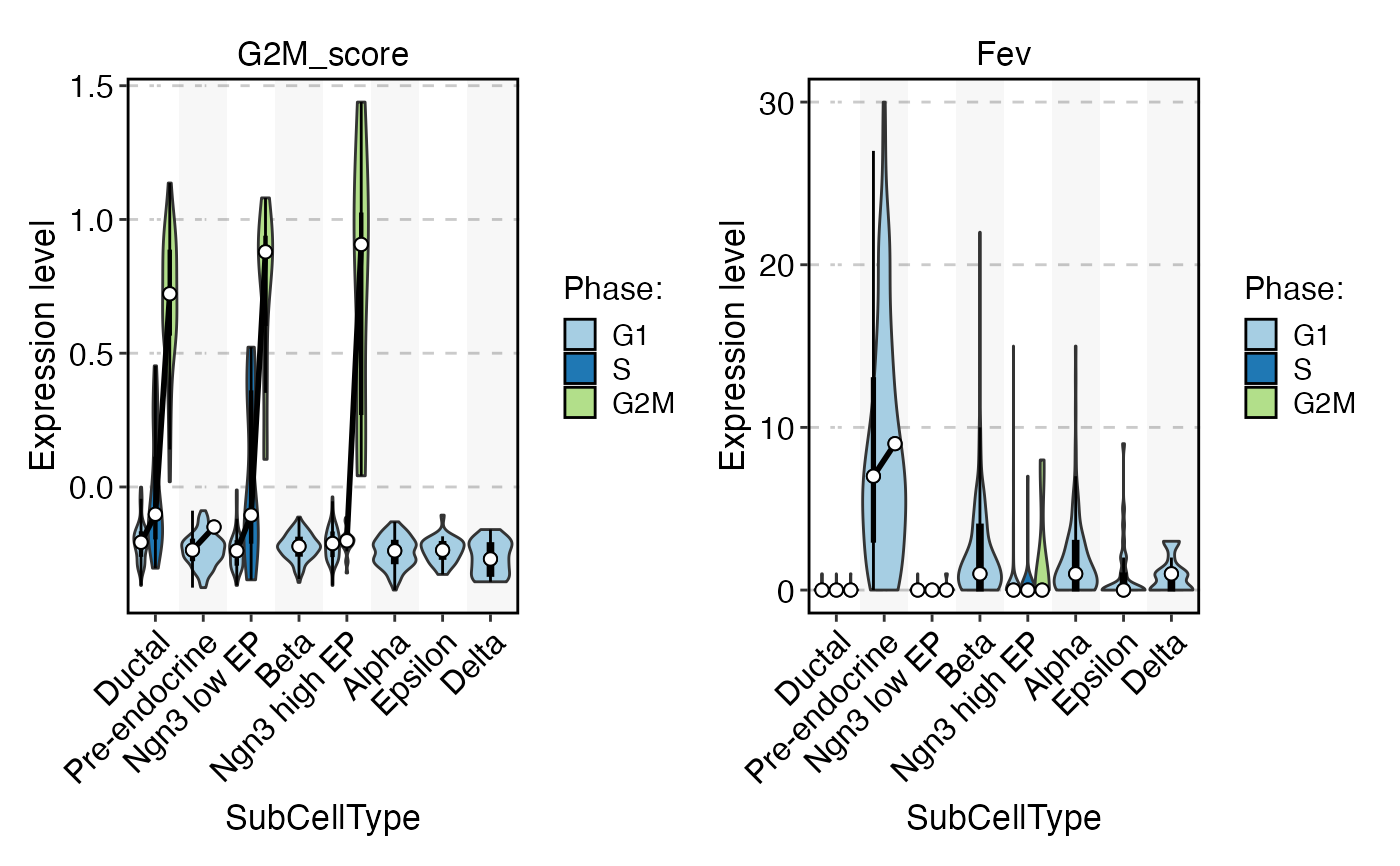 G2M_score
Expression level
1.5
1.0
0.5
0.0
Ductal
Pre-endocrine
Ngn3 low EP
Beta
Ngn3 high EP
Alpha
Epsilon
Delta
SubCellType
Phase:
G1
S
G2M
Fev
Expression level
30
20
10
0
Ductal
Pre-endocrine
Ngn3 low EP
Beta
Ngn3 high EP
Alpha
Epsilon
Delta
SubCellType
Phase:
G1
S
G2M